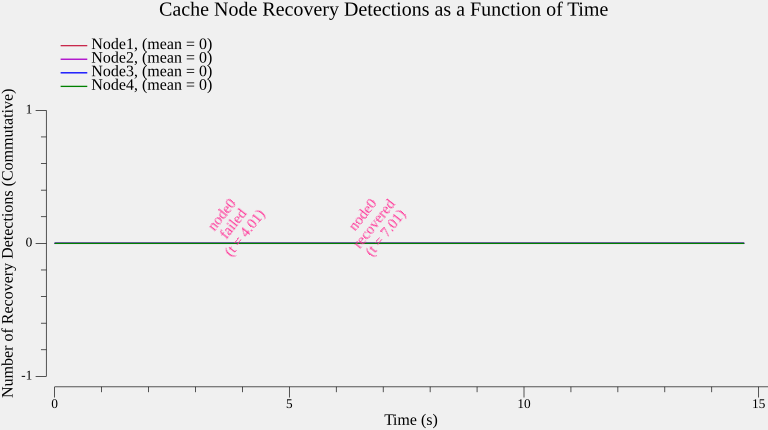 Cache Node Recovery Detections as a Function of Time
Node1, (mean = 0)
Node2, (mean = 0)
Node3, (mean = 0)
Node4, (mean = 0)
Number of Recovery Detections (Commutative)
1
0
-1
node0
failed
(t = 4.01)
node0
recovered
(t = 7.01)
0
5
10
15
Time (s)